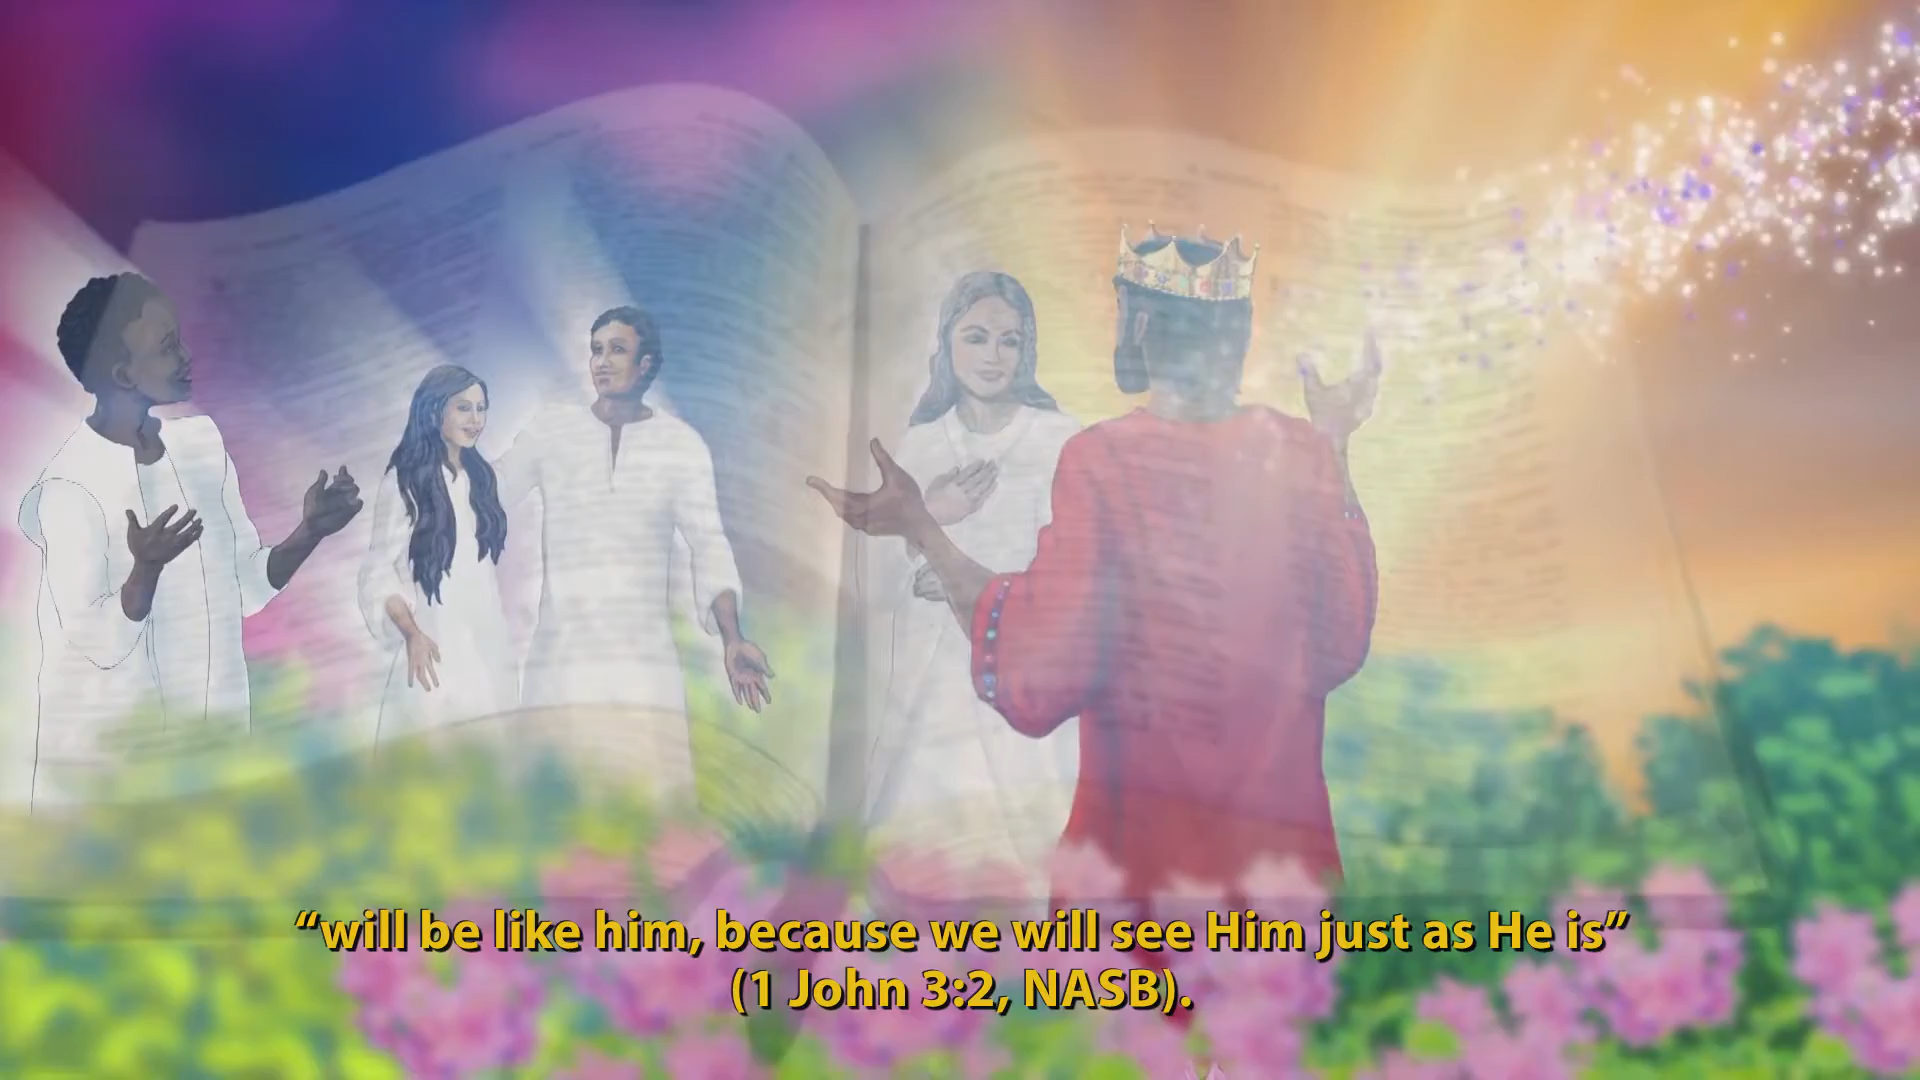 “will be like him, because we will see Him just as He is”
(1 John 3:2, NASB).